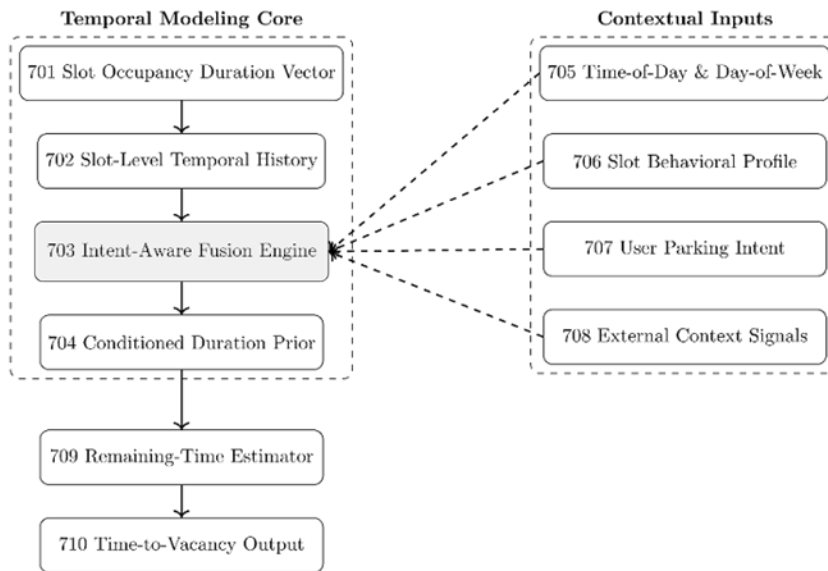 Temporal Modeling Core
701 Slot Occupancy Duration Vector
702 Slot-Level Temporal History
703 Intent-Aware Fusion Engine
704 Conditioned Duration Prior
709 Remaining-Time Estimator
710 Time-to-Vacancy Output
Contextual Inputs
705 Time-of-Day & Day-of-Week
706 Slot Behavioral Profile
707 User Parking Intent
708 External Context Signals